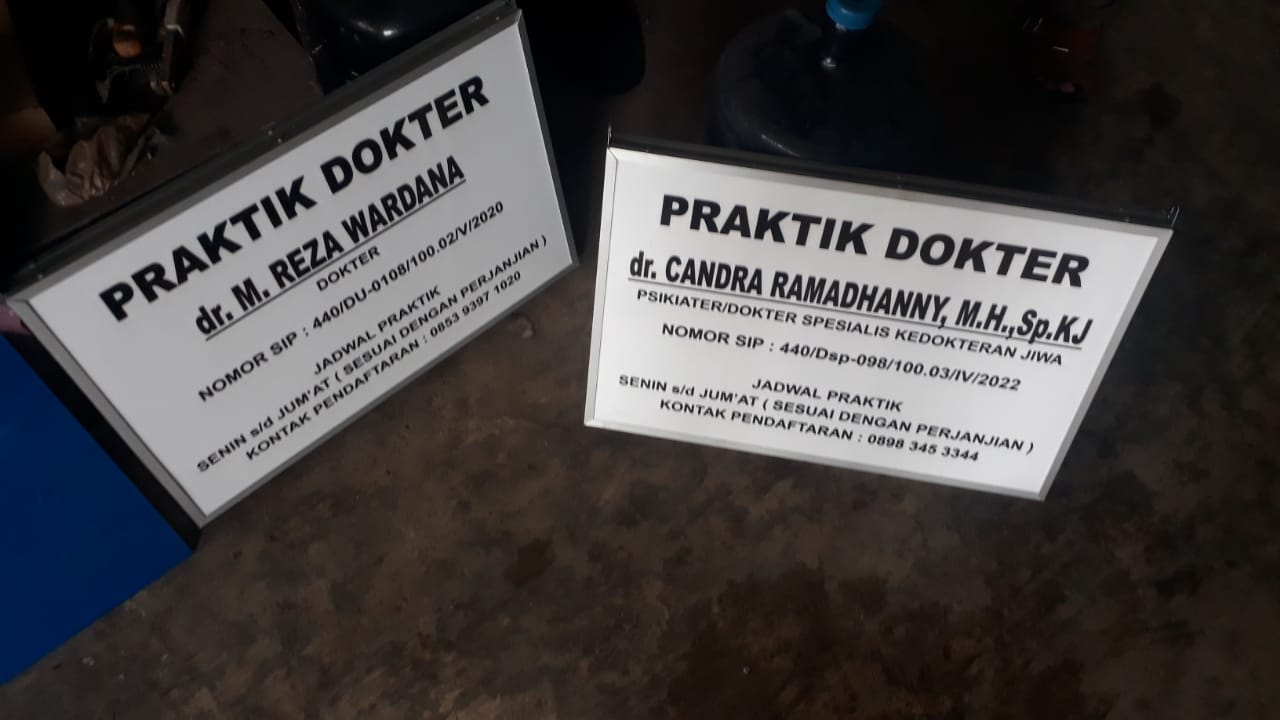 PRAKTIK DOKTER
dr. M. REZA WARDANA
DOKTER
NOMOR SIP : 440/DU-0108/100.02/V/2020
JADWAL PRAKTIK
SENIN s/d JUM'AT ( SESUAI DENGAN PERJANJIAN )
KONTAK PENDAFTARAN : 0853 9397 1020
PRAKTIK DOKTER
dr. CANDRA RAMADHANNY, M.H.,Sp.KJ
PSIKIATER/DOKTER SPESIALIS KEDOKTERAN JIWA
NOMOR SIP : 440/Dsp-098/100.03/IV/2022
JADWAL PRAKTIK
SENIN s/d JUM'AT ( SESUAI DENGAN PERJANJIAN )
KONTAK PENDAFTARAN : 0898 345 3344